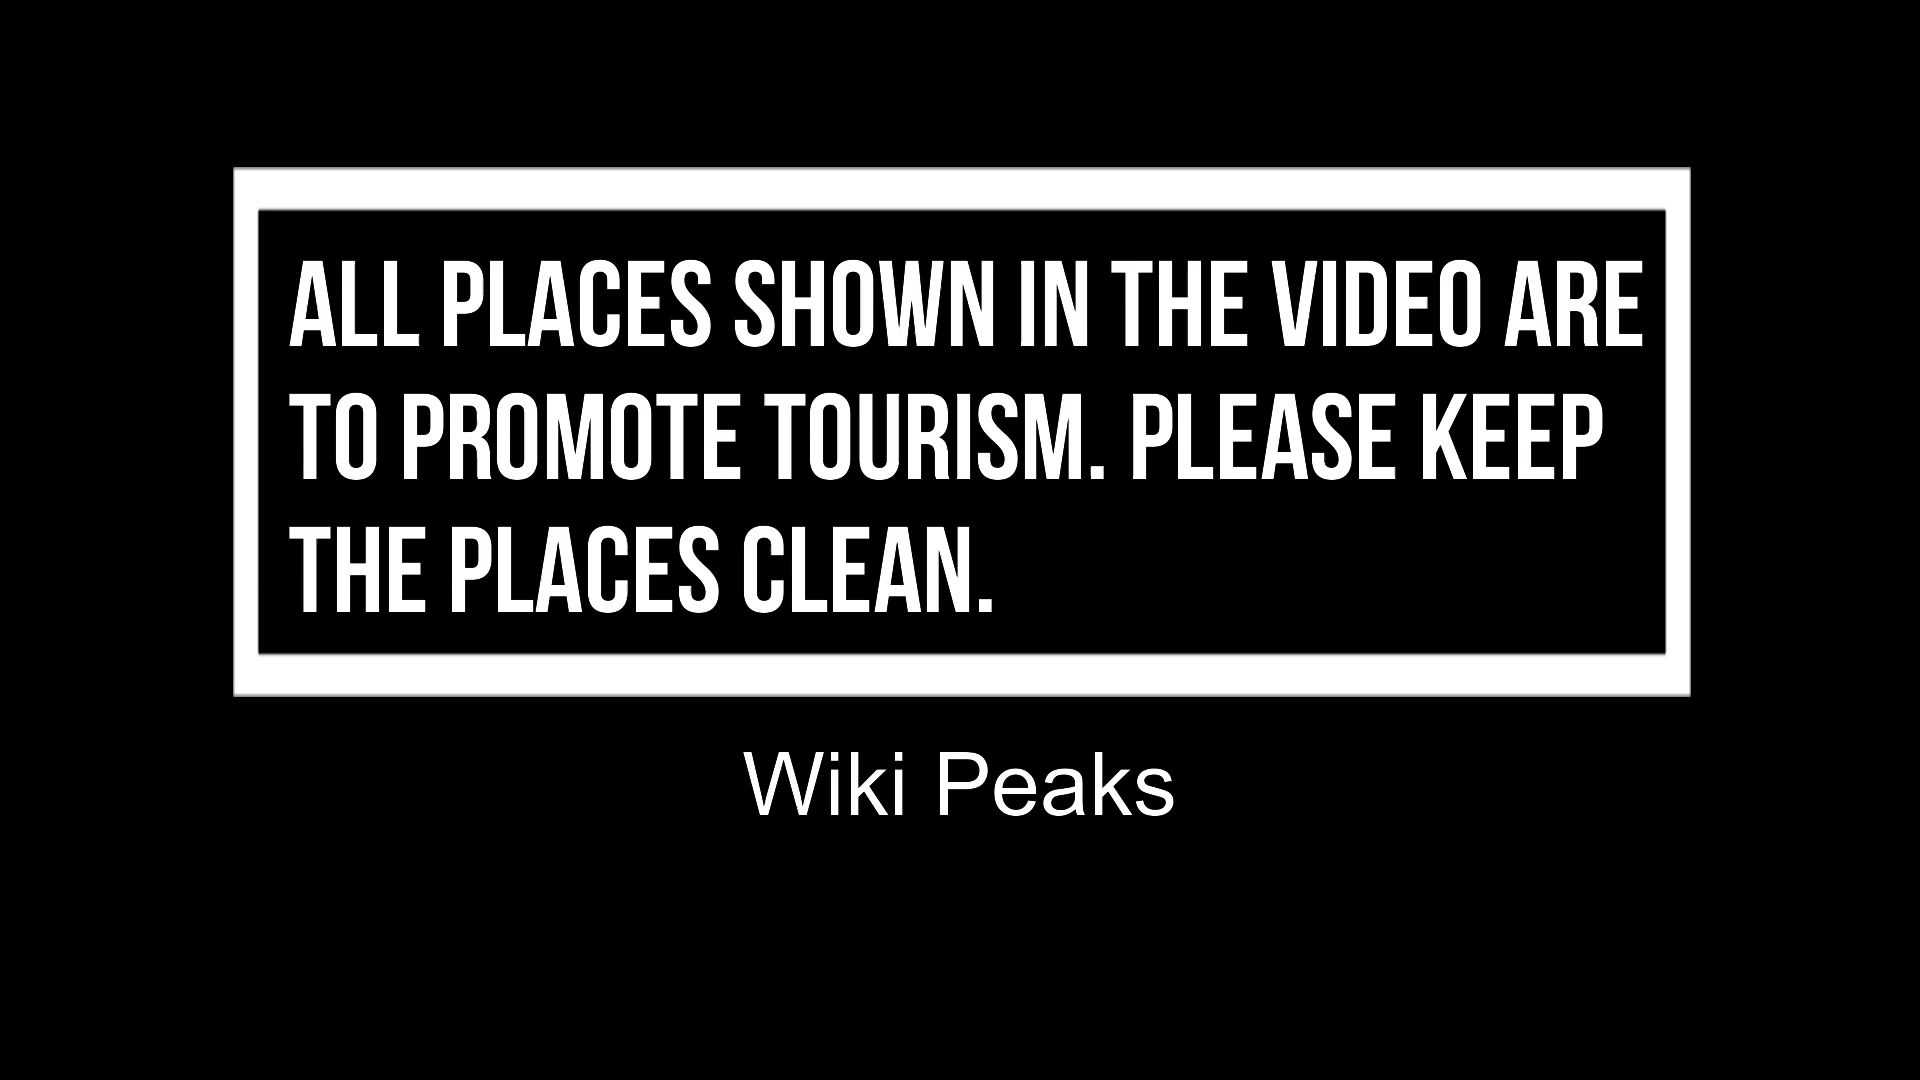 ALL PLACES SHOWN IN THE VIDEO ARE
TO PROMOTE TOURISM. PLEASE KEEP
THE PLACES CLEAN.
Wiki Peaks